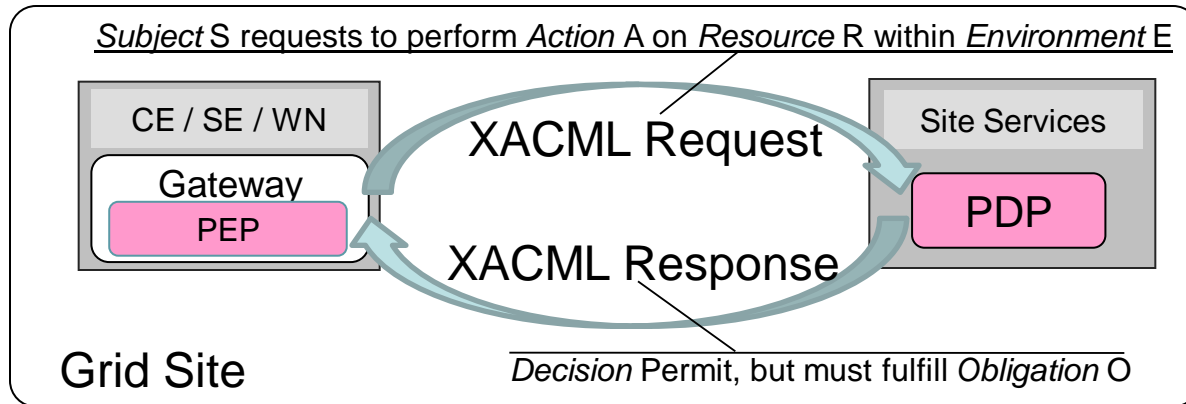 Subject S requests to perform Action A on Resource R within Environment E
CE / SE / WN
Gateway
PEP
XACML Request
Site Services
PDP
XACML Response
Grid Site
Decision Permit, but must fulfill Obligation O